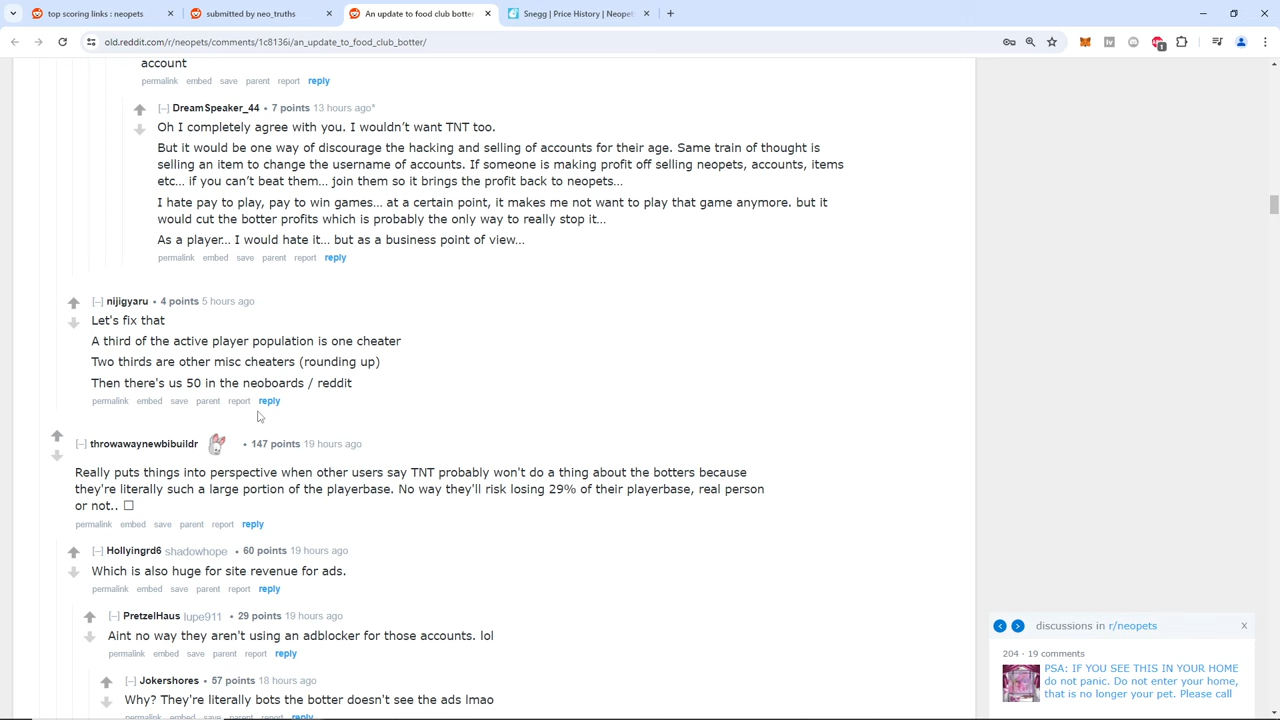 top scoring links : neopets
submitted by neo_truths
An update to food club botter
Snegg | Price History | Neopet
old.reddit.com/r/neopets/comments/1c8136i/an_update_to_food_club_botter/
account
permalink embed save parent report reply
[–] DreamSpeaker_44 • 7 points 13 hours ago*
Oh I completely agree with you. I wouldn't want TNT too.
But it would be one way of discourage the hacking and selling of accounts for their age. Same train of thought is
selling an item to change the username of accounts. If someone is making profit off selling neopets, accounts, items
etc... if you can't beat them... join them so it brings the profit back to neopets...
I hate pay to play, pay to win games... at a certain point, it makes me not want to play that game anymore. but it
would cut the botter profits which is probably the only way to really stop it...
As a player... I would hate it... but as a business point of view...
permalink embed save parent report reply
[–] nijigyaru • 4 points 5 hours ago
Let's fix that
A third of the active player population is one cheater
Two thirds are other misc cheaters (rounding up)
Then there's us 50 in the neoboards / reddit
permalink embed save parent report reply
[–] throwawaynewbibuildr • 147 points 19 hours ago
Really puts things into perspective when other users say TNT probably won't do a thing about the botters because
they're literally such a large portion of the playerbase. No way they'll risk losing 29% of their playerbase, real person
or not.. □
permalink embed save parent report reply
[–] Hollyingrd6 shadowhope • 60 points 19 hours ago
Which is also huge for site revenue for ads.
permalink embed save parent report reply
[–] PretzelHaus lupe911 • 29 points 19 hours ago
Aint no way they aren't using an adblocker for those accounts. lol
permalink embed save parent report reply
[–] Jokershores • 57 points 18 hours ago
Why? They're literally bots the botter doesn't see the ads lmao
permalink embed save parent report reply
discussions in r/neopets X
204 · 19 comments
PSA: IF YOU SEE THIS IN YOUR HOME
do not panic. Do not enter your home,
that is no longer your pet. Please call